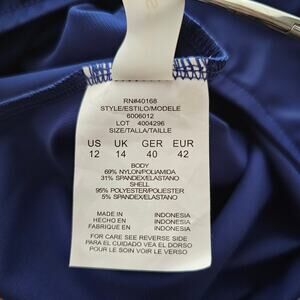 RN#40168
STYLE/ESTILO/MODELE
6006012
LOT 4004296
SIZE/TALLA/TAILLE
US UK GER EUR
12 14 40 42
BODY
69% NYLON/POLIAMIDA
31% SPANDEX/ELASTANO
SHELL
95% POLYESTER/POLIESTER
5% SPANDEX/ELASTANO
MADE IN INDONESIA
HECHO EN INDONESIA
FABRIQUE EN INDONESIA
FOR CARE SEE REVERSE SIDE
PARA EL CUIDADO VEA EL DORSO
POUR LE SOIN VOIR LE VERSO